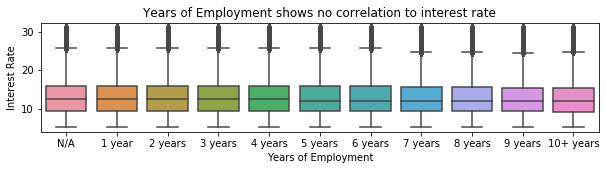 Years of Employment shows no correlation to interest rate
Interest Rate
30
20
10
N/A 1 year 2 years 3 years 4 years 5 years 6 years 7 years 8 years 9 years 10+ years
Years of Employment